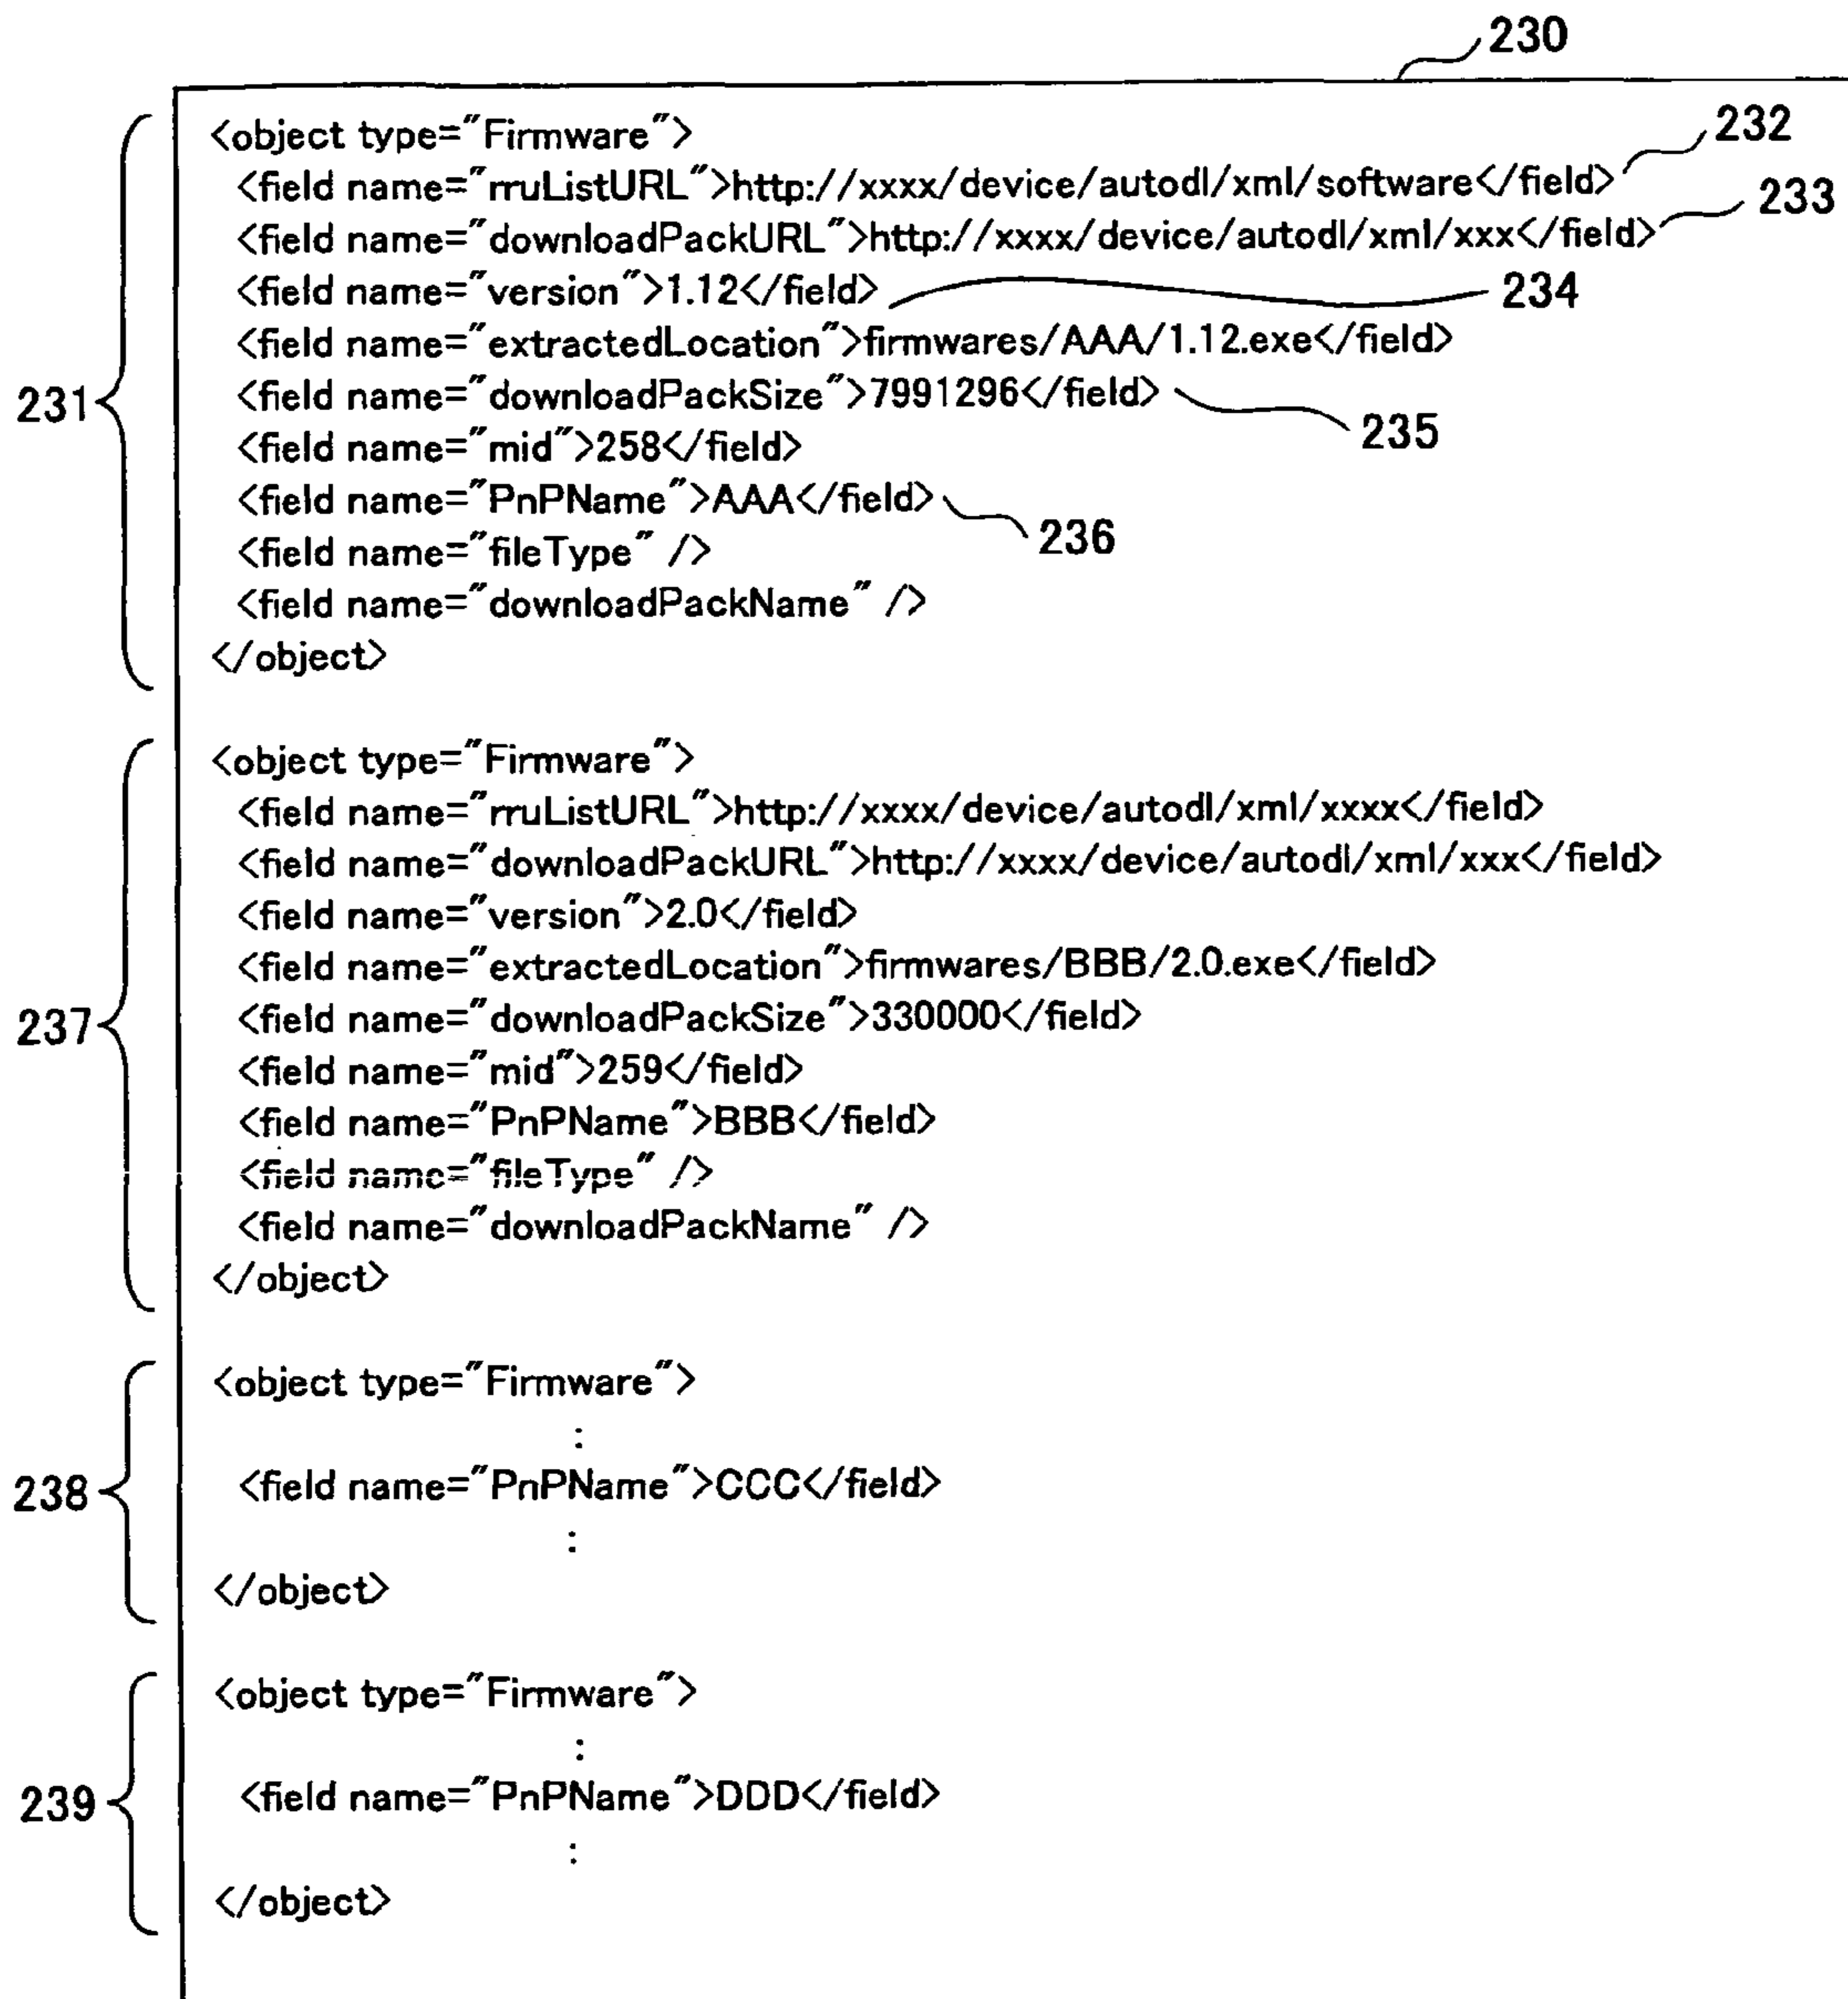 230
<object type="Firmware">
<field name="rruListURL">http://xxxx/device/autodl/xml/software</field> 232
<field name="downloadPackURL">http://xxxx/device/autodl/xml/xxx</field> 233
<field name="version">1.12</field> 234
<field name="extractedLocation">firmwares/AAA/1.12.exe</field>
231 <field name="downloadPackSize">7991296</field> 235
<field name="mid">258</field>
<field name="PnPName">AAA</field> 236
<field name="fileType" />
<field name="downloadPackName" />
</object>
<object type="Firmware">
<field name="rruListURL">http://xxxx/device/autodl/xml/xxxx</field>
<field name="downloadPackURL">http://xxxx/device/autodl/xml/xxx</field>
<field name="version">2.0</field>
<field name="extractedLocation">firmwares/BBB/2.0.exe</field>
237 <field name="downloadPackSize">330000</field>
<field name="mid">259</field>
<field name="PnPName">BBB</field>
<field name="fileType" />
<field name="downloadPackName" />
</object>
<object type="Firmware">
:
238 <field name="PnPName">CCC</field>
:
</object>
<object type="Firmware">
:
239 <field name="PnPName">DDD</field>
:
</object>